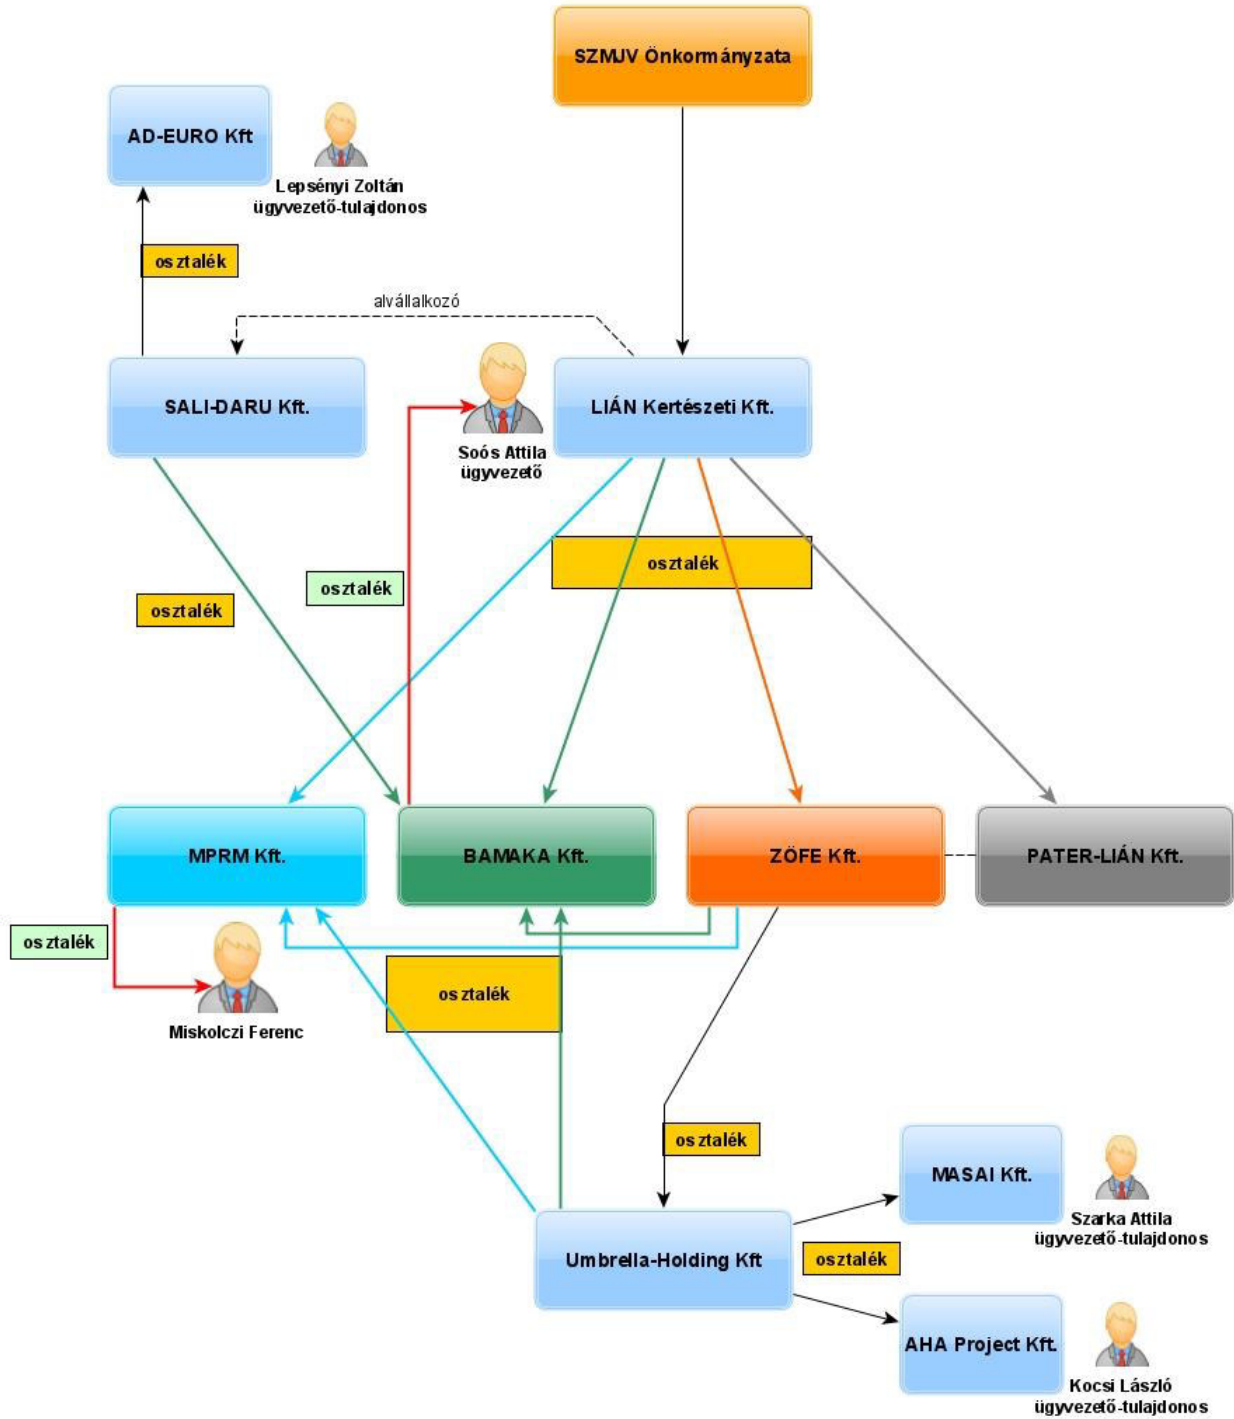 SZMJV Önkormányzata
AD-EURO Kft
Lepsényi Zoltán
ügyvezető-tulajdonos
osztalék
alvállalkozó
SALI-DARU Kft.
LIÁN Kertészeti Kft.
Soós Attila
ügyvezető
osztalék
osztalék
osztalék
MPRM Kft.
BAMAKA Kft.
ZÖFE Kft.
PATER-LIÁN Kft.
osztalék
Miskolczi Ferenc
osztalék
osztalék
MASAI Kft.
Szarka Attila
ügyvezető-tulajdonos
Umbrella-Holding Kft
osztalék
AHA Project Kft.
Kocsi László
ügyvezető-tulajdonos